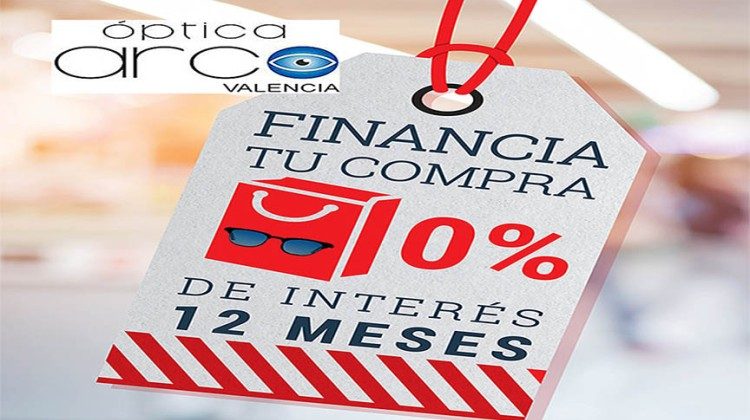 óptica
arco
VALENCIA
FINANCIA
TU COMPRA
0%
DE INTERÉS
12 MESES